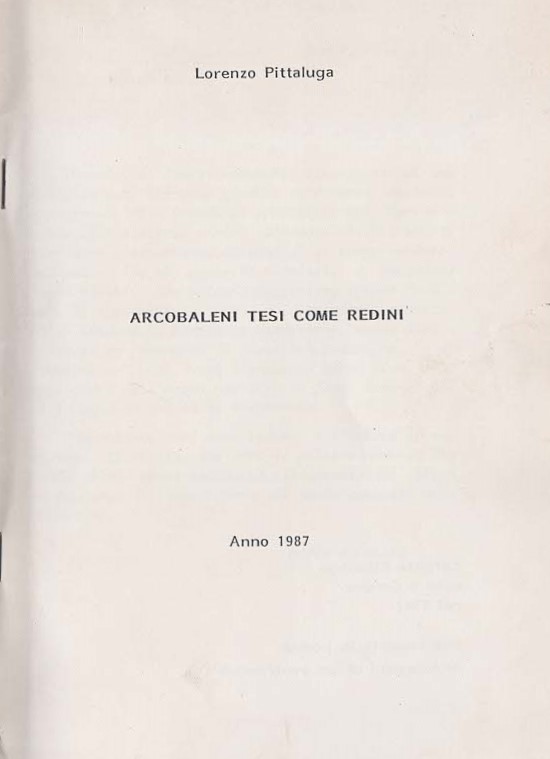 Lorenzo Pittaluga
ARCOBALENI TESI COME REDINI
Anno 1987